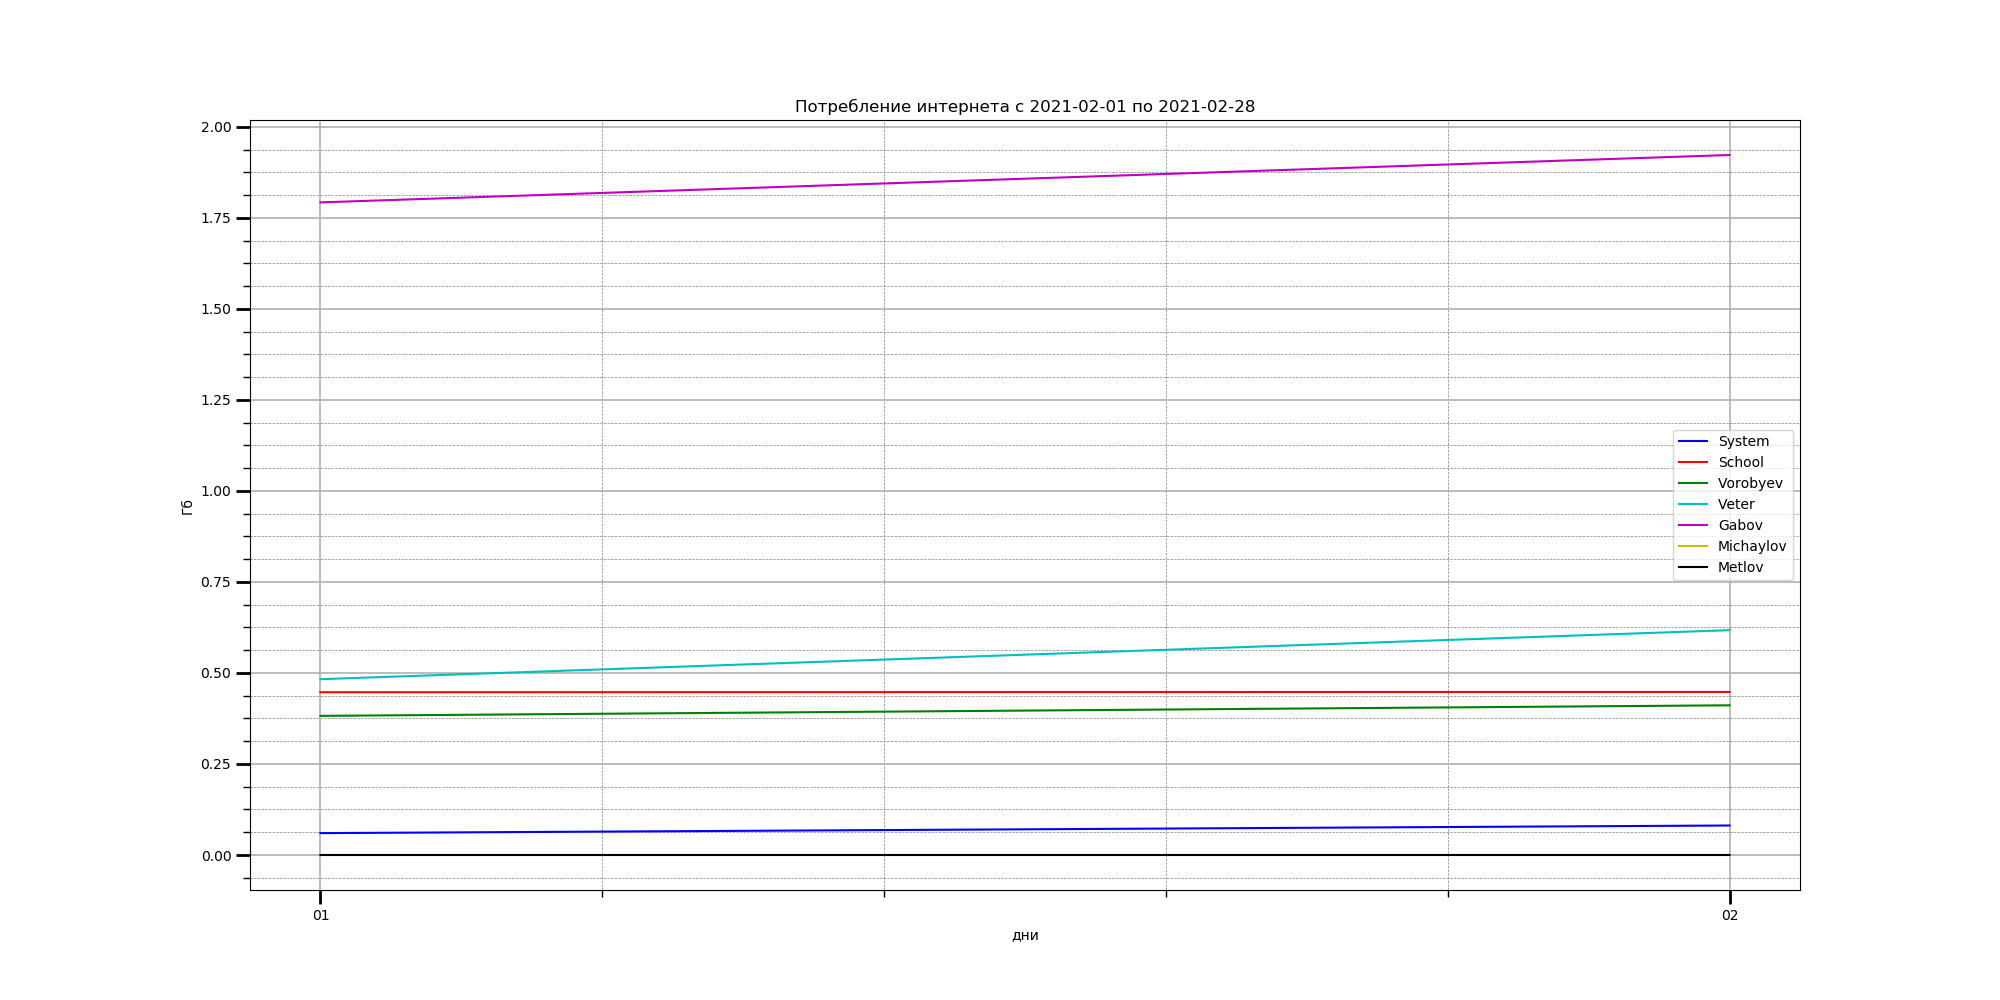 Потребление интернета с 2021-02-01 по 2021-02-28
2.00
1.75
1.50
1.25
1.00
0.75
0.50
0.25
0.00
Гб
System
School
Vorobyev
Veter
Gabov
Michaylov
Metlov
01
02
дни